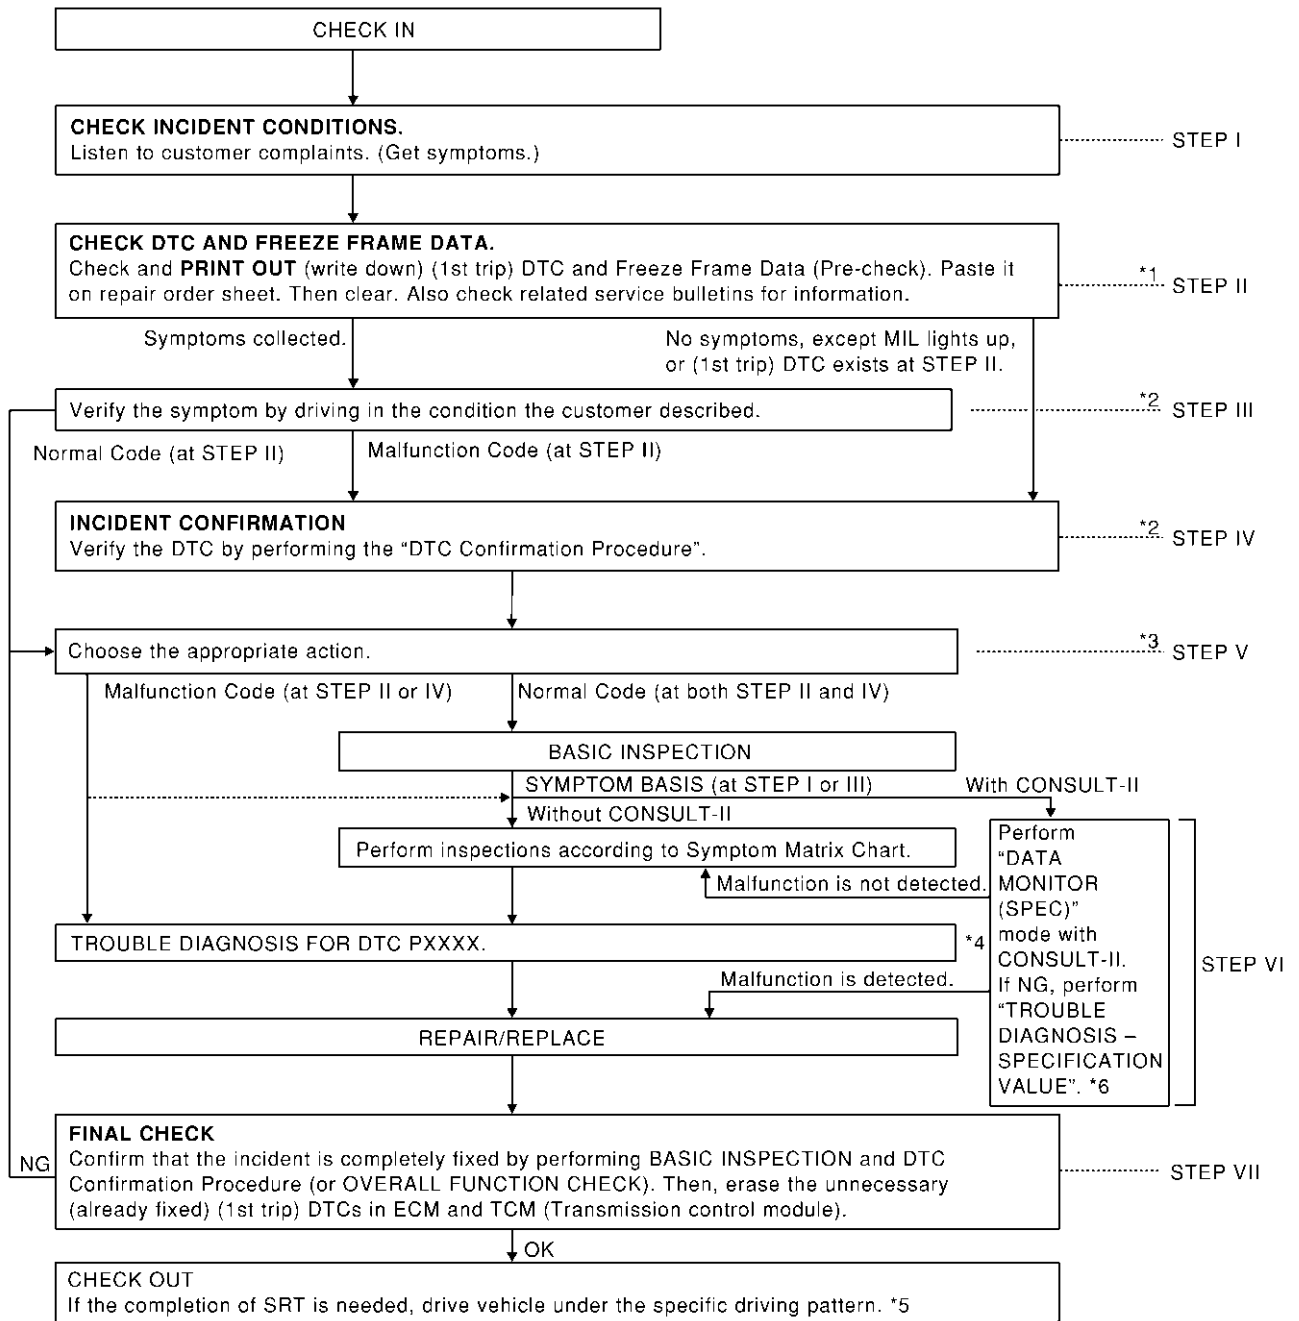 CHECK IN
CHECK INCIDENT CONDITIONS.
Listen to customer complaints. (Get symptoms.)
STEP I
CHECK DTC AND FREEZE FRAME DATA.
Check and PRINT OUT (write down) (1st trip) DTC and Freeze Frame Data (Pre-check). Paste it
on repair order sheet. Then clear. Also check related service bulletins for information.
*1 STEP II
Symptoms collected.
No symptoms, except MIL lights up,
or (1st trip) DTC exists at STEP II.
Verify the symptom by driving in the condition the customer described.
*2 STEP III
Normal Code (at STEP II)
Malfunction Code (at STEP II)
INCIDENT CONFIRMATION
Verify the DTC by performing the “DTC Confirmation Procedure”.
*2 STEP IV
Choose the appropriate action.
*3 STEP V
Malfunction Code (at STEP II or IV)
Normal Code (at both STEP II and IV)
BASIC INSPECTION
SYMPTOM BASIS (at STEP I or III)
With CONSULT-II
Without CONSULT-II
Perform inspections according to Symptom Matrix Chart.
Malfunction is not detected.
Perform
“DATA
MONITOR
(SPEC)”
mode with
CONSULT-II.
If NG, perform
“TROUBLE
DIAGNOSIS –
SPECIFICATION
VALUE”. *6
STEP VI
TROUBLE DIAGNOSIS FOR DTC PXXXX.
*4
Malfunction is detected.
REPAIR/REPLACE
FINAL CHECK
Confirm that the incident is completely fixed by performing BASIC INSPECTION and DTC
Confirmation Procedure (or OVERALL FUNCTION CHECK). Then, erase the unnecessary
(already fixed) (1st trip) DTCs in ECM and TCM (Transmission control module).
NG
STEP VII
OK
CHECK OUT
If the completion of SRT is needed, drive vehicle under the specific driving pattern. *5